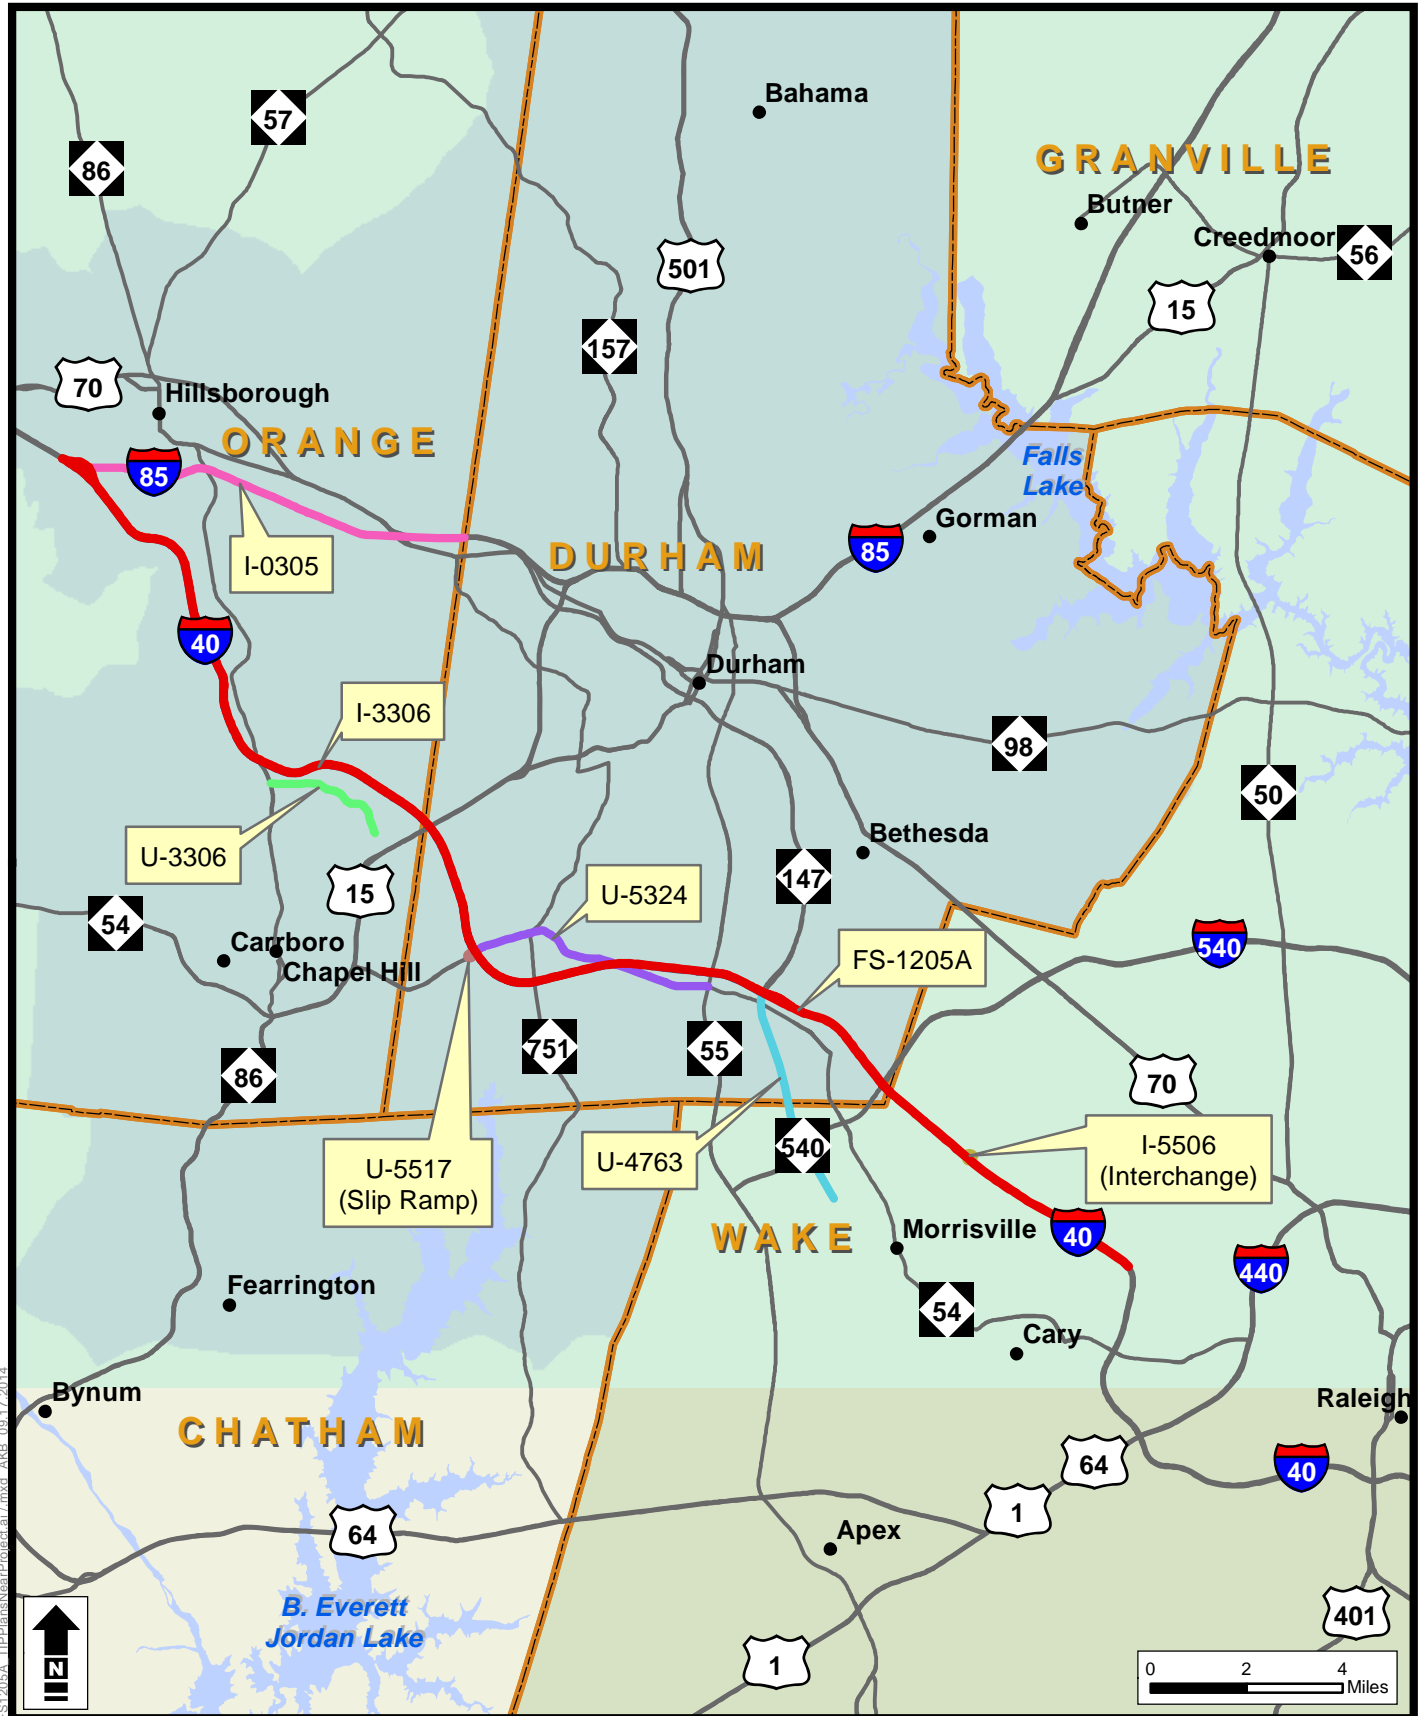 Bahama
57
GRANVILLE
86
Butner
Creedmoor
56
501
15
157
70
Hillsborough
ORANGE
Falls
Lake
85
Gorman
85
I-0305
DURHAM
40
Durham
I-3306
98
50
U-3306
Bethesda
15
147
U-5324
54
Carrboro
Chapel Hill
540
FS-1205A
751
55
86
70
U-5517
(Slip Ramp)
U-4763
540
I-5506
(Interchange)
WAKE
Morrisville
40
440
Fearrington
54
Cary
Bynum
Raleigh
CHATHAM
64
40
1
64
Apex
B. Everett
Jordan Lake
401
1
N
0 2 4
Miles